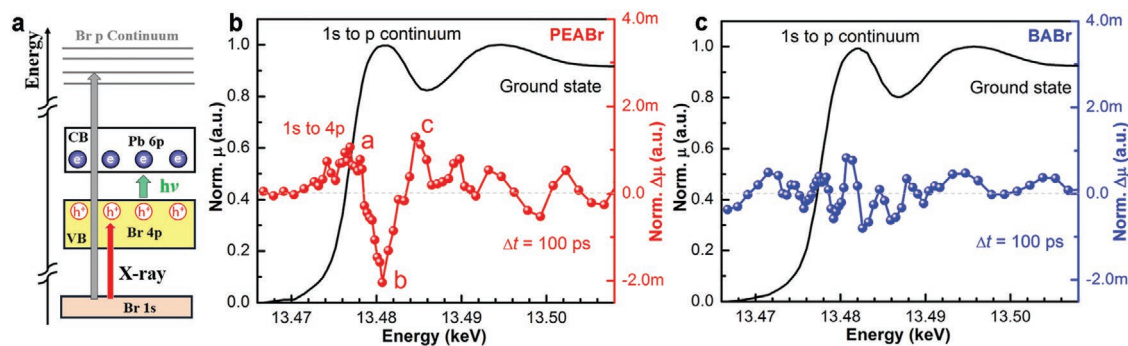 a
Energy
Br p Continuum
CB
Pb 6p
e e e e
hν
h⁺ h⁺ h⁺ h⁺
VB
Br 4p
X-ray
Br 1s
b
1s to p continuum
PEABr
Ground state
1s to 4p
a
c
b
Δt = 100 ps
Norm. μ (a.u.)
1.0
0.8
0.6
0.4
0.2
0.0
4.0m
2.0m
0.0
-2.0m
Norm. Δμ (a.u.)
13.47 13.48 13.49 13.50
Energy (keV)
c
1s to p continuum
BABr
Ground state
Δt = 100 ps
Norm. μ (a.u.)
1.0
0.8
0.6
0.4
0.2
0.0
4.0m
2.0m
0.0
-2.0m
Norm. Δμ (a.u.)
13.47 13.48 13.49 13.50
Energy (keV)